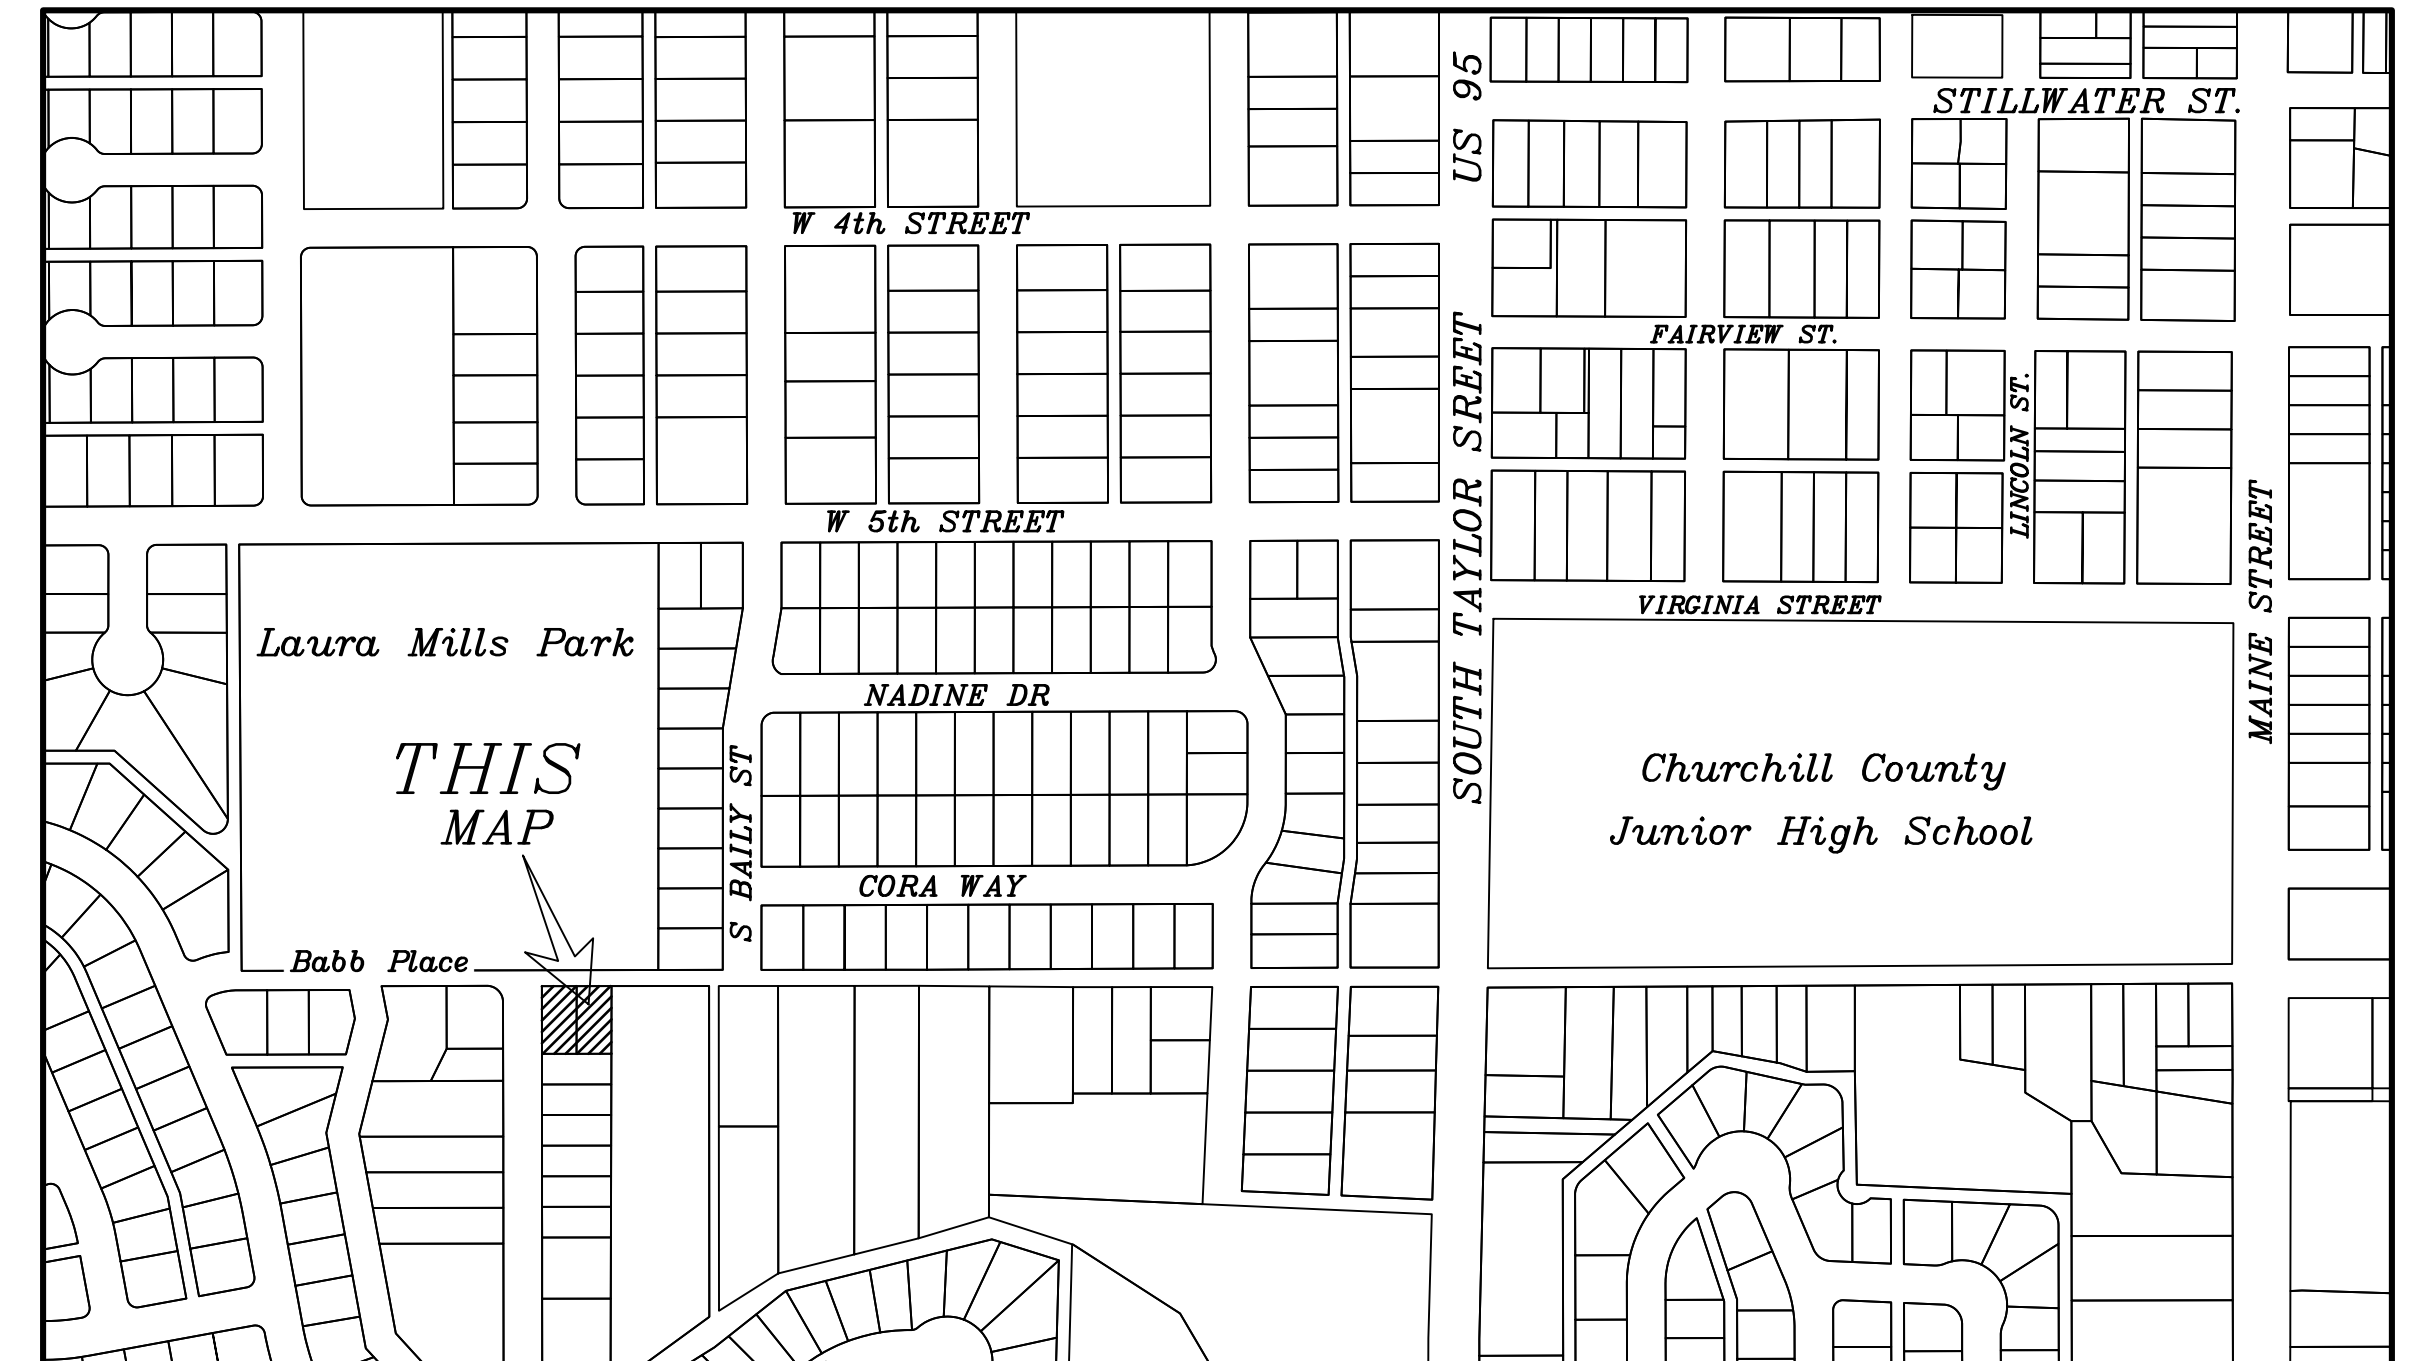 US 95
STILLWATER ST.
W 4th STREET
FAIRVIEW ST.
LINCOLN ST.
W 5th STREET
SOUTH TAYLOR SREET
VIRGINIA STREET
MAINE STREET
Laura Mills Park
NADINE DR
THIS
MAP
S BAILY ST
Churchill County
Junior High School
CORA WAY
Babb Place